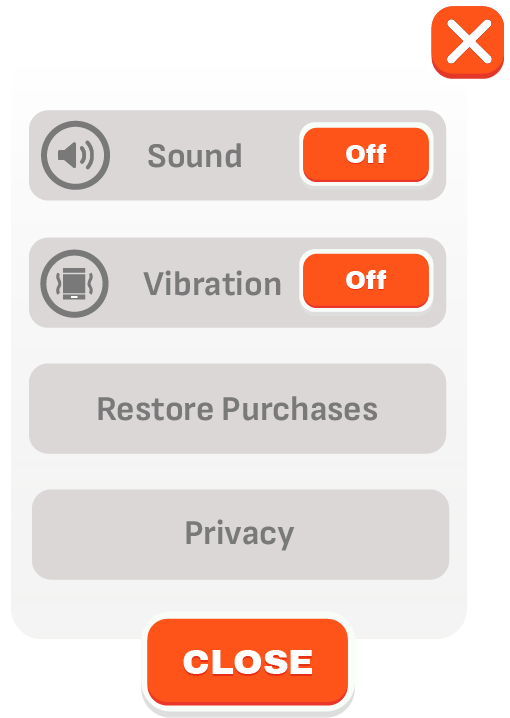 Sound
Off
Vibration
Off
Restore Purchases
Privacy
CLOSE